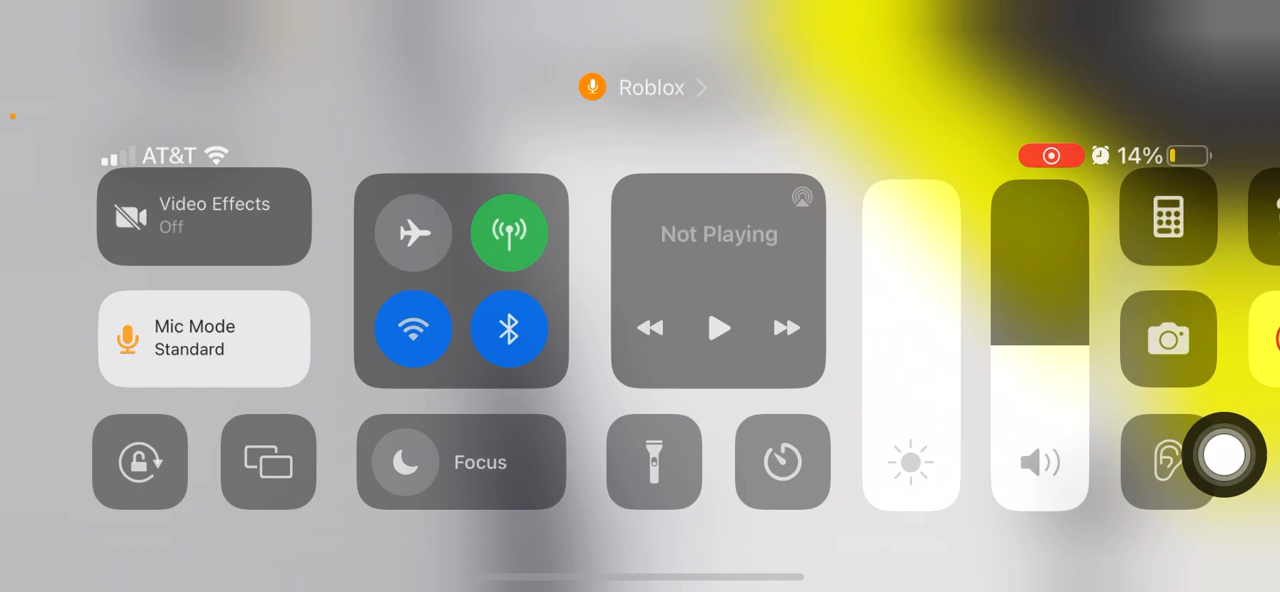 Roblox
AT&T
14%
Video Effects
Off
Not Playing
Mic Mode
Standard
Focus